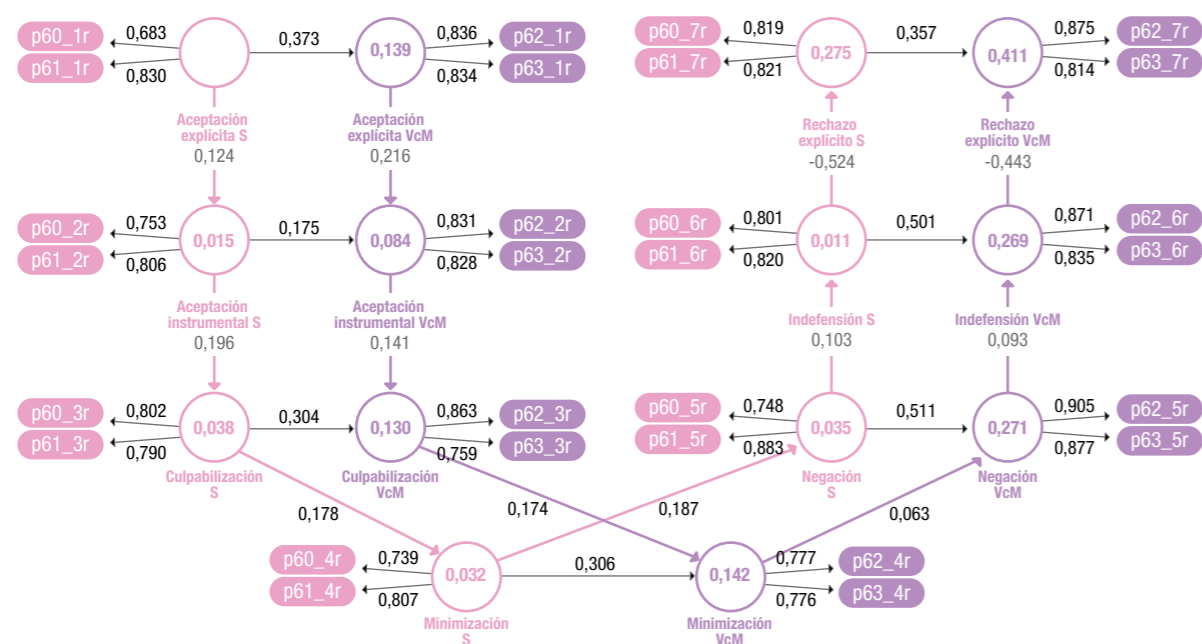 p60_1r
0,683
0,373
0,139
0,836
p62_1r
p61_1r
0,830
0,834
p63_1r
Aceptación
explícita S
0,124
Aceptación
explícita VcM
0,216
p60_2r
0,753
0,015
0,175
0,084
0,831
p62_2r
p61_2r
0,806
0,828
p63_2r
Aceptación
instrumental S
0,196
Aceptación
instrumental VcM
0,141
p60_3r
0,802
0,038
0,304
0,130
0,863
p62_3r
p61_3r
0,790
0,759
p63_3r
Culpabilización
S
Culpabilización
VcM
0,178
0,174
0,187
0,063
p60_4r
0,739
0,032
0,306
0,142
0,777
p62_4r
p61_4r
0,807
0,776
p63_4r
Minimización
S
Minimización
VcM
p60_7r
0,819
0,275
0,357
0,411
0,875
p62_7r
p61_7r
0,821
0,814
p63_7r
Rechazo
explícito S
-0,524
Rechazo
explícito VcM
-0,443
p60_6r
0,801
0,011
0,501
0,269
0,871
p62_6r
p61_6r
0,820
0,835
p63_6r
Indefensión S
0,103
Indefensión VcM
0,093
p60_5r
0,748
0,035
0,511
0,271
0,905
p62_5r
p61_5r
0,883
0,877
p63_5r
Negación
S
Negación
VcM